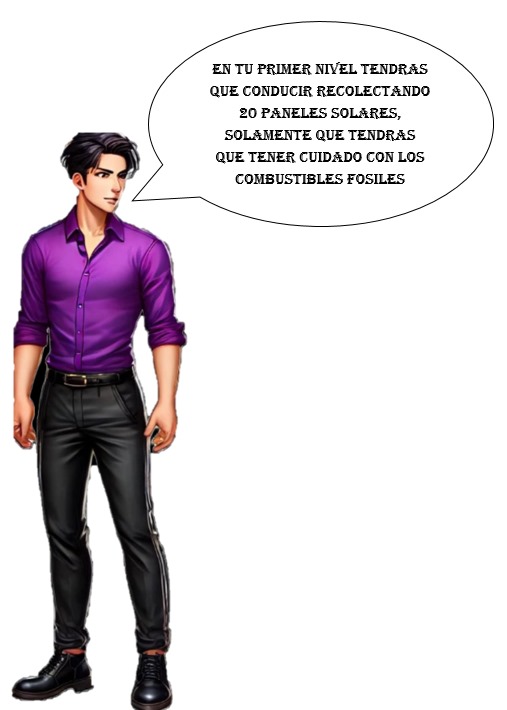 EN TU PRIMER NIVEL TENDRAS
QUE CONDUCIR RECOLECTANDO
20 PANELES SOLARES,
SOLAMENTE QUE TENDRAS
QUE TENER CUIDADO CON LOS
COMBUSTIBLES FOSILES